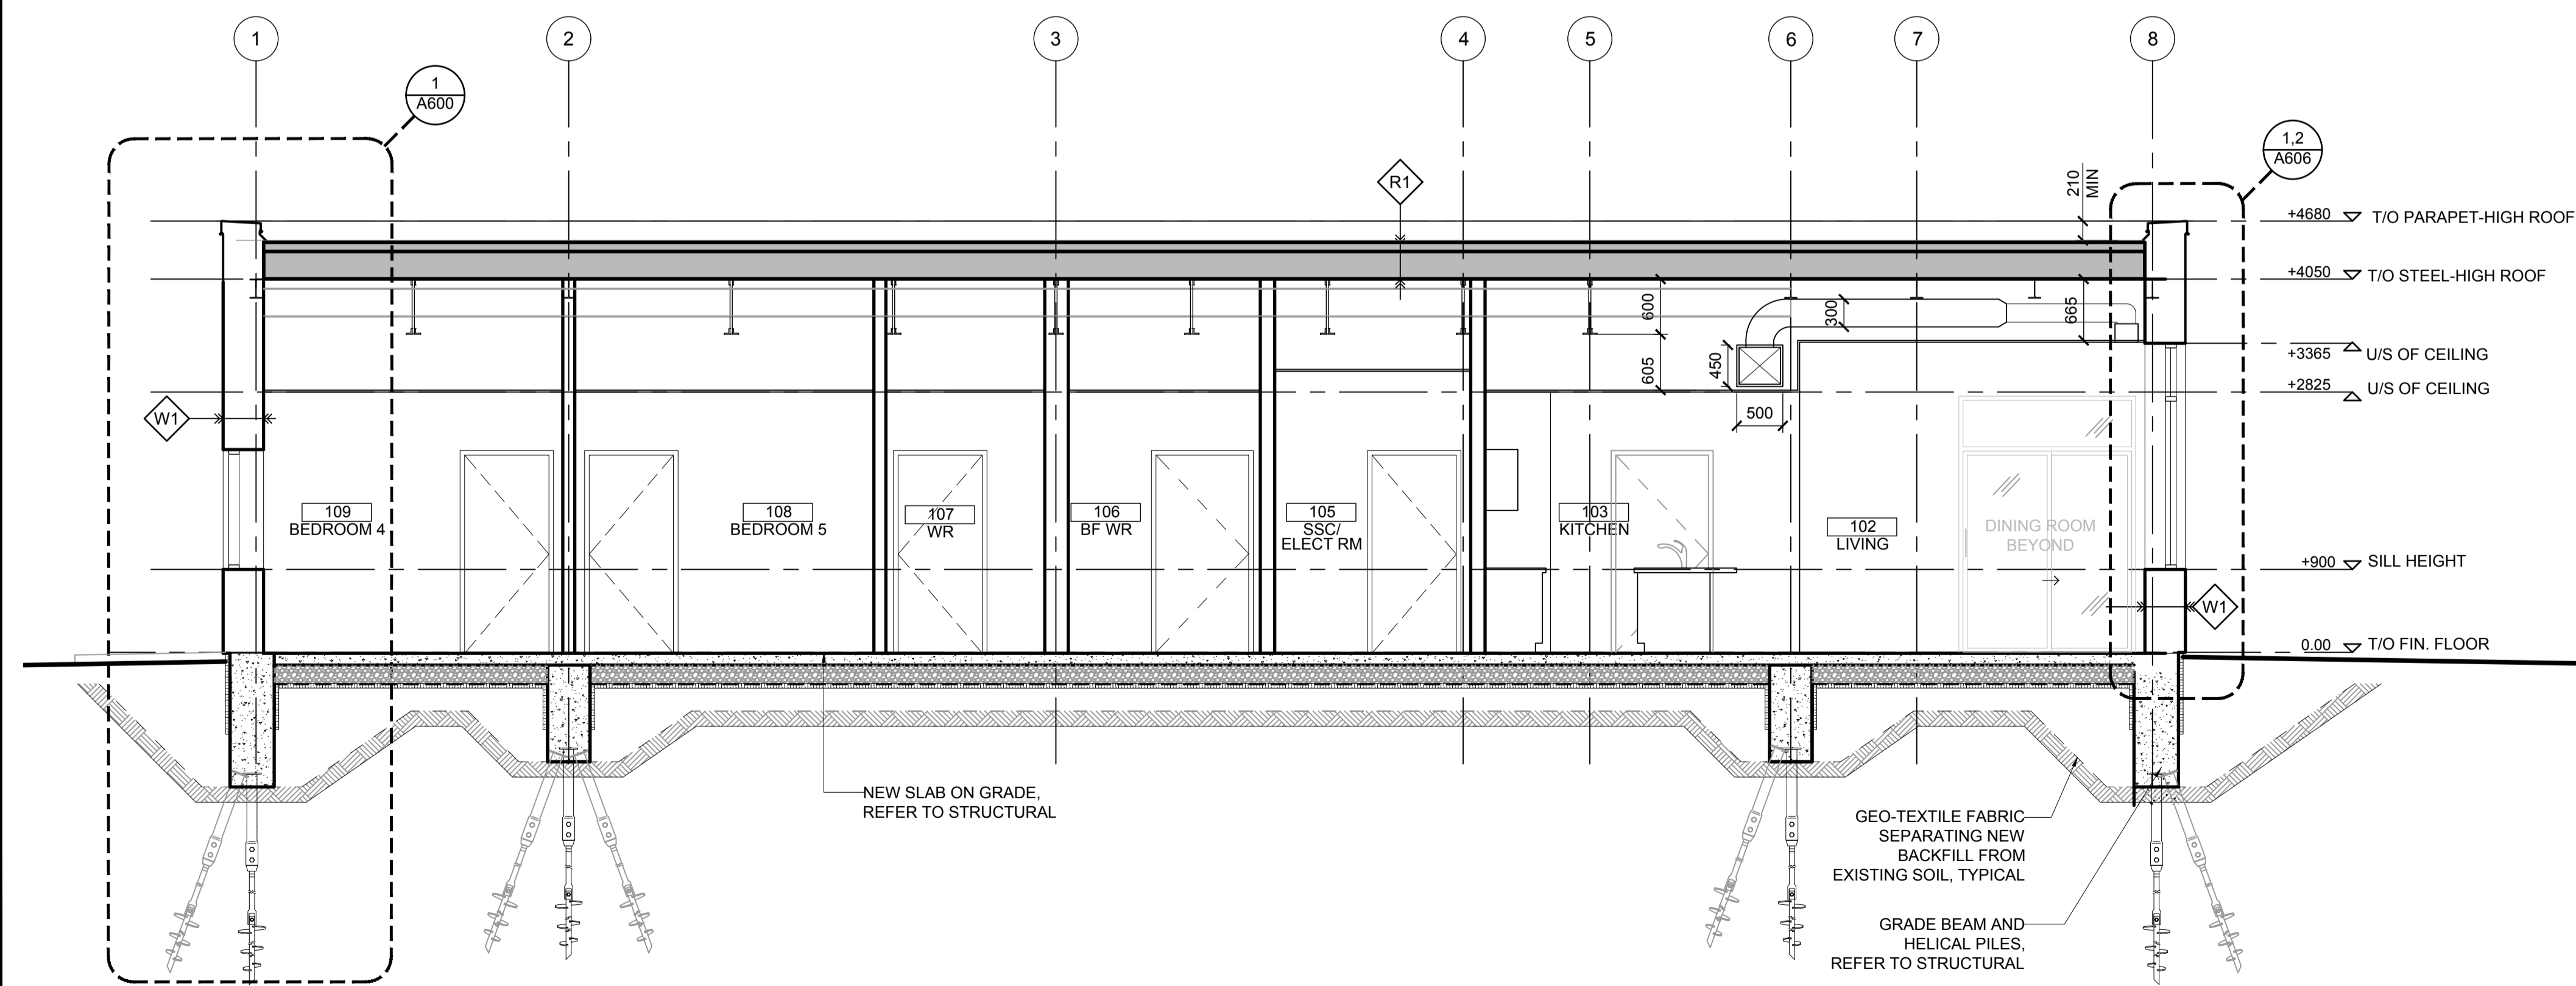 1
2
3
4
5
6
7
8
1
A600
1,2
A606
R1
210
MIN
+4680
T/O PARAPET-HIGH ROOF
+4050
T/O STEEL-HIGH ROOF
600
300
665
+3365
U/S OF CEILING
450
605
+2825
U/S OF CEILING
500
W1
109
BEDROOM 4
108
BEDROOM 5
107
WR
106
BF WR
105
SSC/
ELECT RM
103
KITCHEN
102
LIVING
DINING ROOM
BEYOND
+900
SILL HEIGHT
W1
0.00
T/O FIN. FLOOR
NEW SLAB ON GRADE,
REFER TO STRUCTURAL
GEO-TEXTILE FABRIC
SEPARATING NEW
BACKFILL FROM
EXISTING SOIL, TYPICAL
GRADE BEAM AND
HELICAL PILES,
REFER TO STRUCTURAL